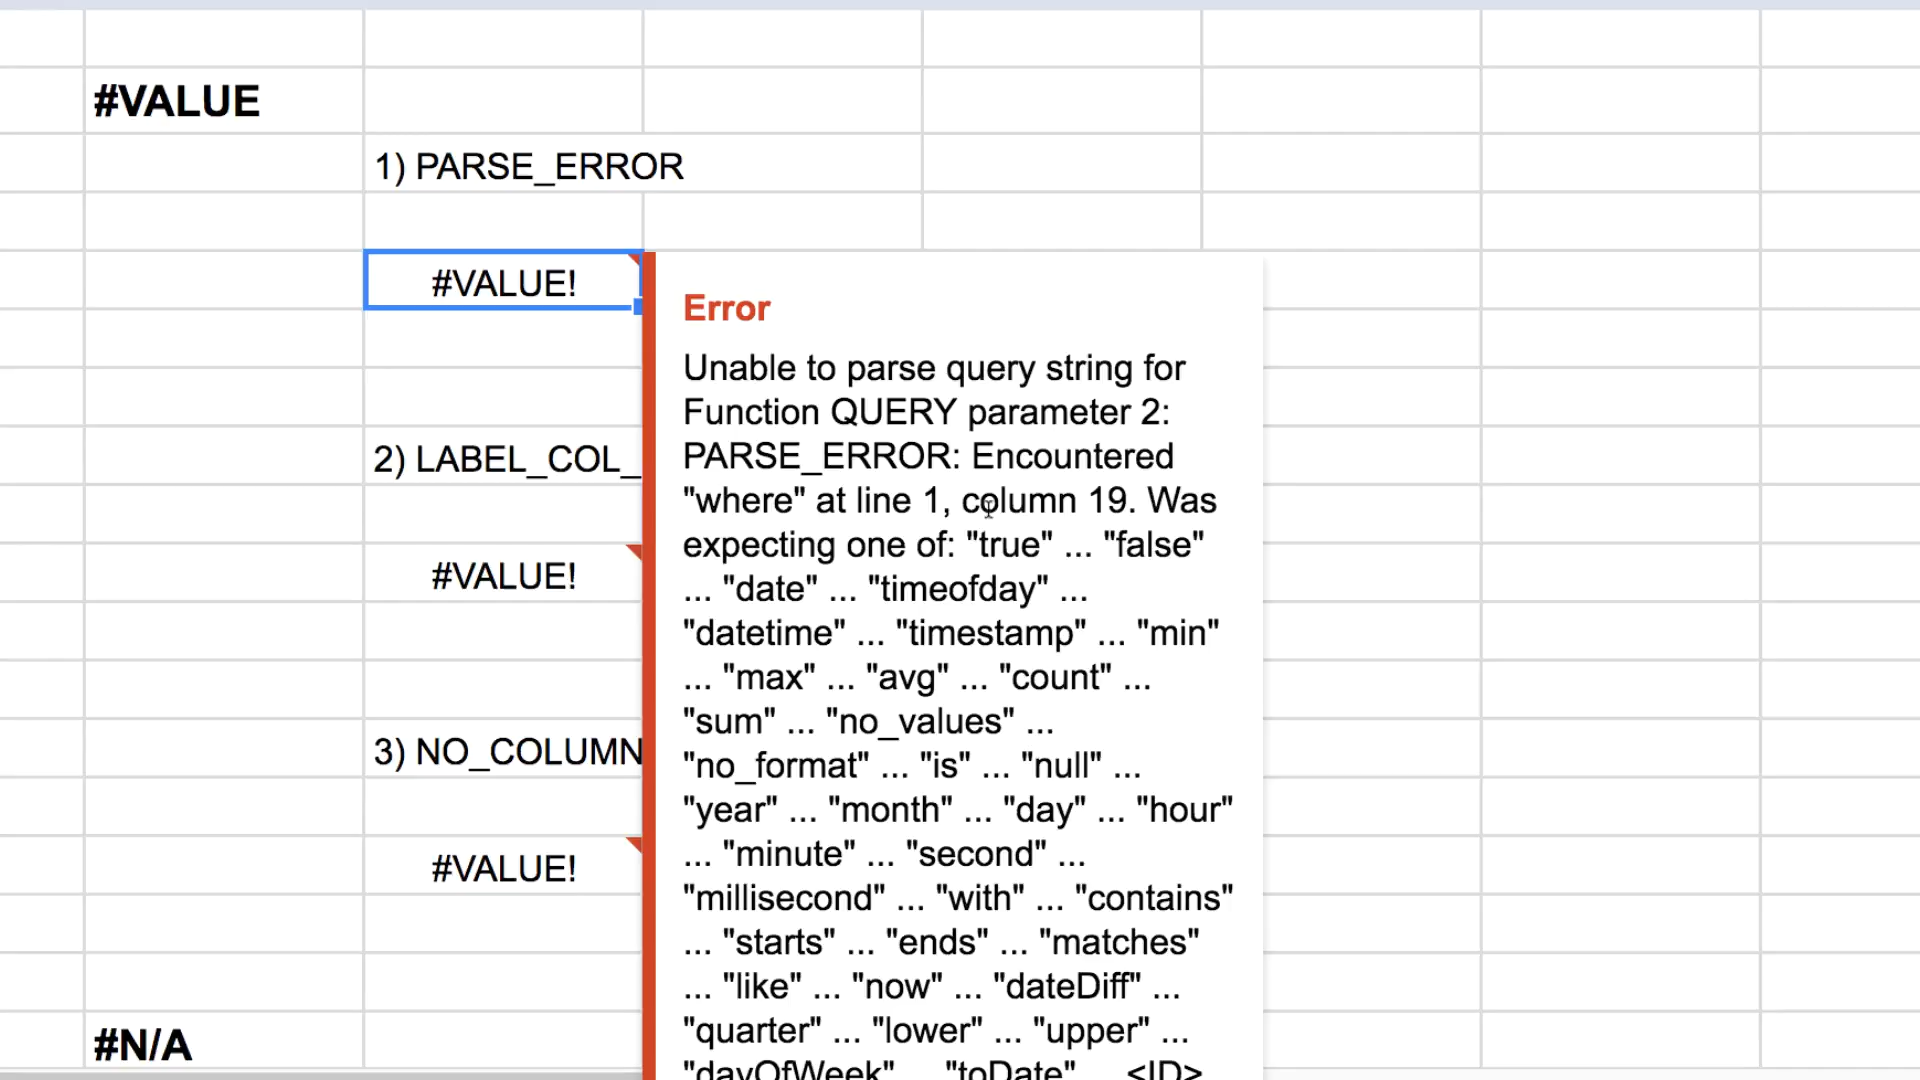 #VALUE
1) PARSE_ERROR
#VALUE!
Error
Unable to parse query string for
Function QUERY parameter 2:
PARSE_ERROR: Encountered
"where" at line 1, column 19. Was
expecting one of: "true" ... "false"
... "date" ... "timeofday" ...
"datetime" ... "timestamp" ... "min"
... "max" ... "avg" ... "count" ...
"sum" ... "no_values" ...
"no_format" ... "is" ... "null" ...
"year" ... "month" ... "day" ... "hour"
... "minute" ... "second" ...
"millisecond" ... "with" ... "contains"
... "starts" ... "ends" ... "matches"
... "like" ... "now" ... "dateDiff" ...
"quarter" ... "lower" ... "upper" ...
"dayOfWeek" ... "toDate" ... <ID>
2) LABEL_COL_
#VALUE!
3) NO_COLUMN
#VALUE!
#N/A